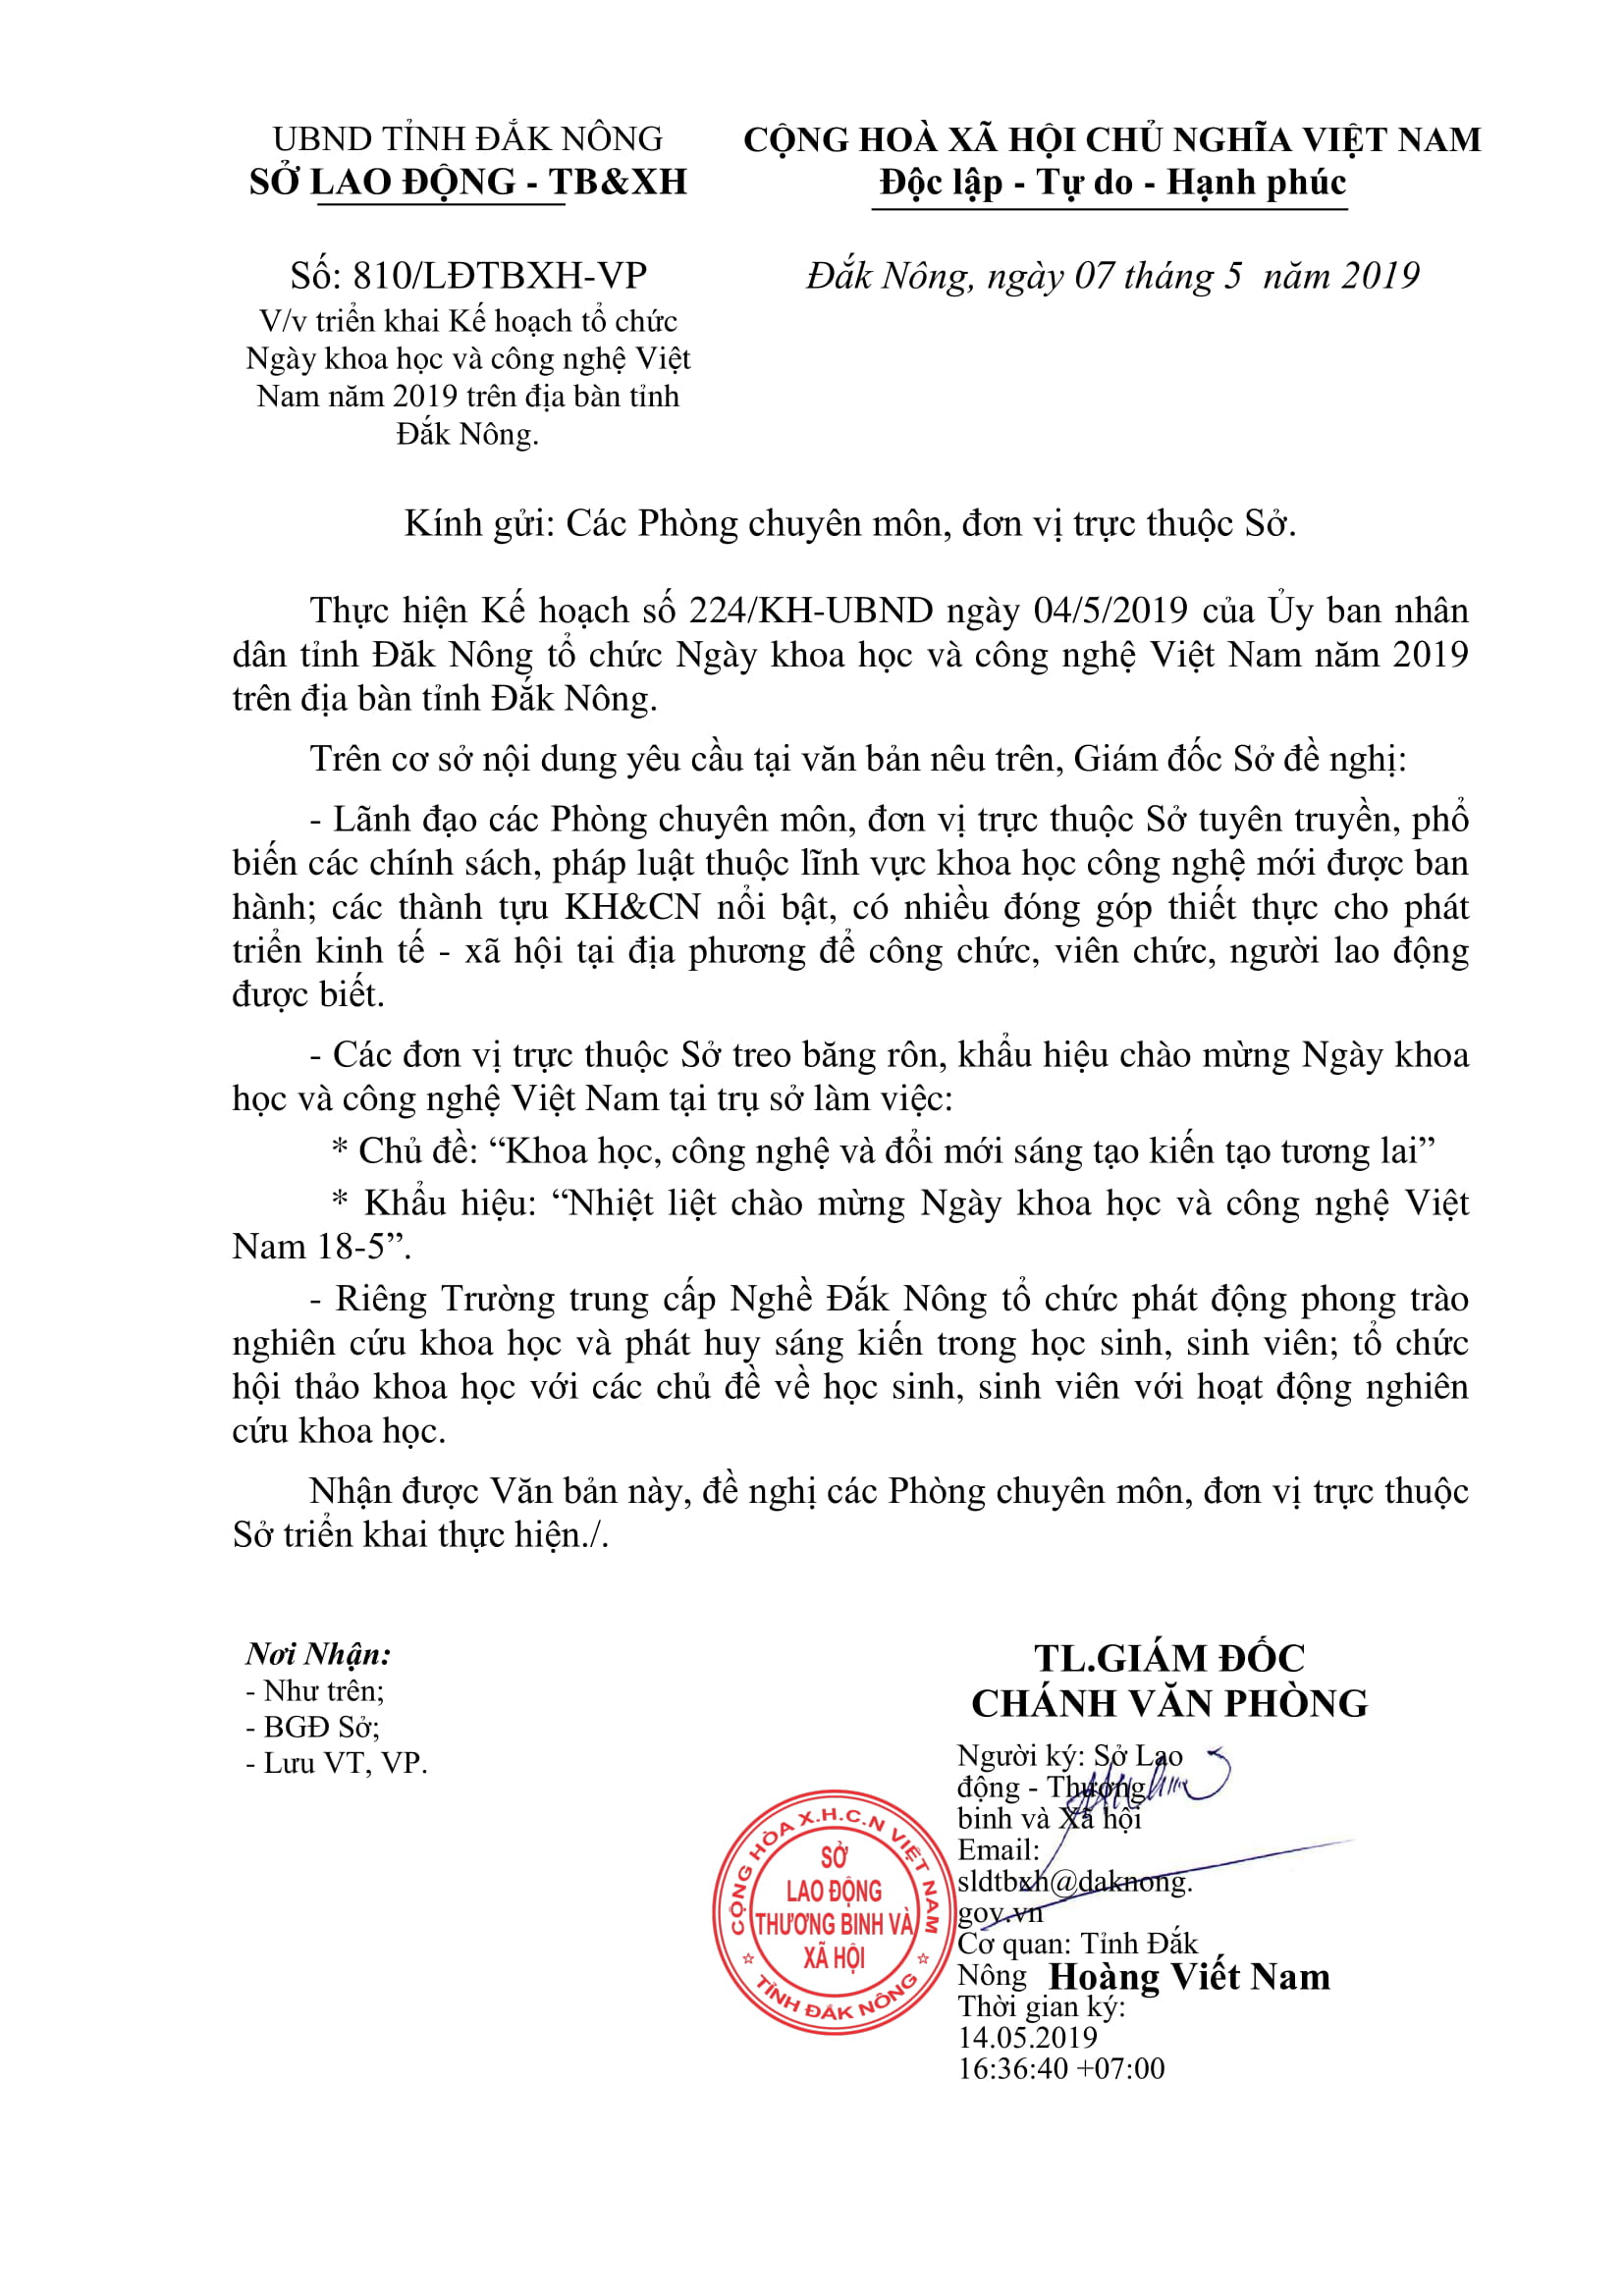 UBND TỈNH ĐẮK NÔNG
SỞ LAO ĐỘNG - TB&XH
CỘNG HOÀ XÃ HỘI CHỦ NGHĨA VIỆT NAM
Độc lập - Tự do - Hạnh phúc
Số: 810/LĐTBXH-VP
V/v triển khai Kế hoạch tổ chức
Ngày khoa học và công nghệ Việt
Nam năm 2019 trên địa bàn tỉnh
Đắk Nông.
Đắk Nông, ngày 07 tháng 5 năm 2019
Kính gửi: Các Phòng chuyên môn, đơn vị trực thuộc Sở.
Thực hiện Kế hoạch số 224/KH-UBND ngày 04/5/2019 của Ủy ban nhân
dân tỉnh Đăk Nông tổ chức Ngày khoa học và công nghệ Việt Nam năm 2019
trên địa bàn tỉnh Đắk Nông.
Trên cơ sở nội dung yêu cầu tại văn bản nêu trên, Giám đốc Sở đề nghị:
- Lãnh đạo các Phòng chuyên môn, đơn vị trực thuộc Sở tuyên truyền, phổ
biến các chính sách, pháp luật thuộc lĩnh vực khoa học công nghệ mới được ban
hành; các thành tựu KH&CN nổi bật, có nhiều đóng góp thiết thực cho phát
triển kinh tế - xã hội tại địa phương để công chức, viên chức, người lao động
được biết.
- Các đơn vị trực thuộc Sở treo băng rôn, khẩu hiệu chào mừng Ngày khoa
học và công nghệ Việt Nam tại trụ sở làm việc:
* Chủ đề: “Khoa học, công nghệ và đổi mới sáng tạo kiến tạo tương lai”
* Khẩu hiệu: “Nhiệt liệt chào mừng Ngày khoa học và công nghệ Việt
Nam 18-5”.
- Riêng Trường trung cấp Nghề Đắk Nông tổ chức phát động phong trào
nghiên cứu khoa học và phát huy sáng kiến trong học sinh, sinh viên; tổ chức
hội thảo khoa học với các chủ đề về học sinh, sinh viên với hoạt động nghiên
cứu khoa học.
Nhận được Văn bản này, đề nghị các Phòng chuyên môn, đơn vị trực thuộc
Sở triển khai thực hiện./.
Nơi Nhận:
- Như trên;
- BGĐ Sở;
- Lưu VT, VP.
TL.GIÁM ĐỐC
CHÁNH VĂN PHÒNG
Người ký: Sở Lao
động - Thương
binh và Xã hội
Email:
sldtbxh@daknong.
gov.vn
Cơ quan: Tỉnh Đắk
Nông
Hoàng Viết Nam
Thời gian ký:
14.05.2019
16:36:40 +07:00
CỘNG HÒA X.H.C.N VIỆT NAM
SỞ
LAO ĐỘNG
THƯƠNG BINH VÀ
XÃ HỘI
☆ TỈNH ĐẮK NÔNG ☆